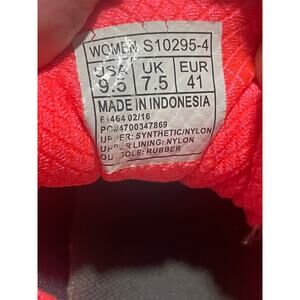 WOMEN S10295-4
USA UK EUR
9.5 7.5 41
MADE IN INDONESIA
61464 02/16
PO#4700347869
UPPER: SYNTHETIC/NYLON
UPPER LINING: NYLON
OUTSOLE: RUBBER